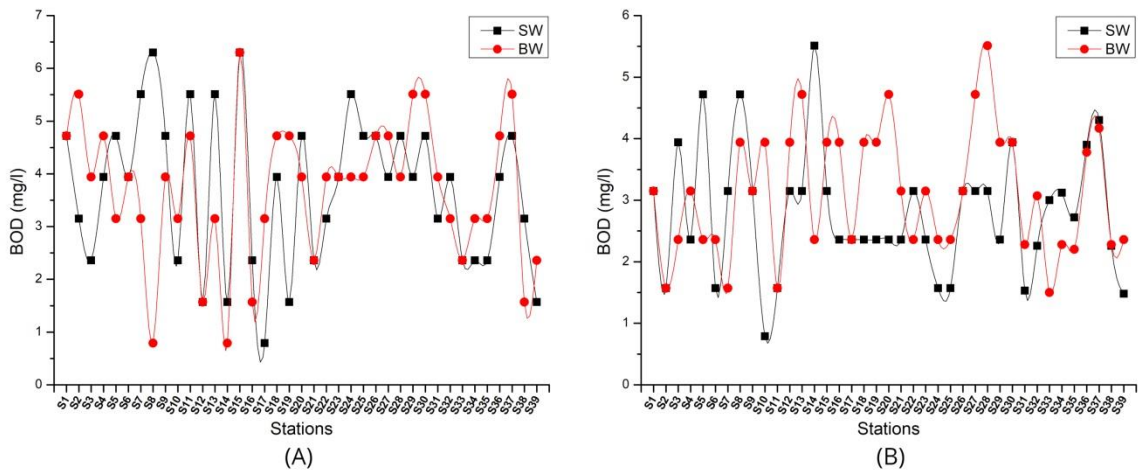 7
6
5
4
3
2
1
0
BOD (mg/l)
SW
BW
S1 S2 S3 S4 S5 S6 S7 S8 S9 S10 S11 S12 S13 S14 S15 S16 S17 S18 S19 S20 S21 S22 S23 S24 S25 S26 S27 S28 S29 S30 S31 S32 S33 S34 S35 S36 S37 S38 S39
Stations
(A)
6
5
4
3
2
1
0
BOD (mg/l)
SW
BW
S1 S2 S3 S4 S5 S6 S7 S8 S9 S10 S11 S12 S13 S14 S15 S16 S17 S18 S19 S20 S21 S22 S23 S24 S25 S26 S27 S28 S29 S30 S31 S32 S33 S34 S35 S36 S37 S38 S39
Stations
(B)